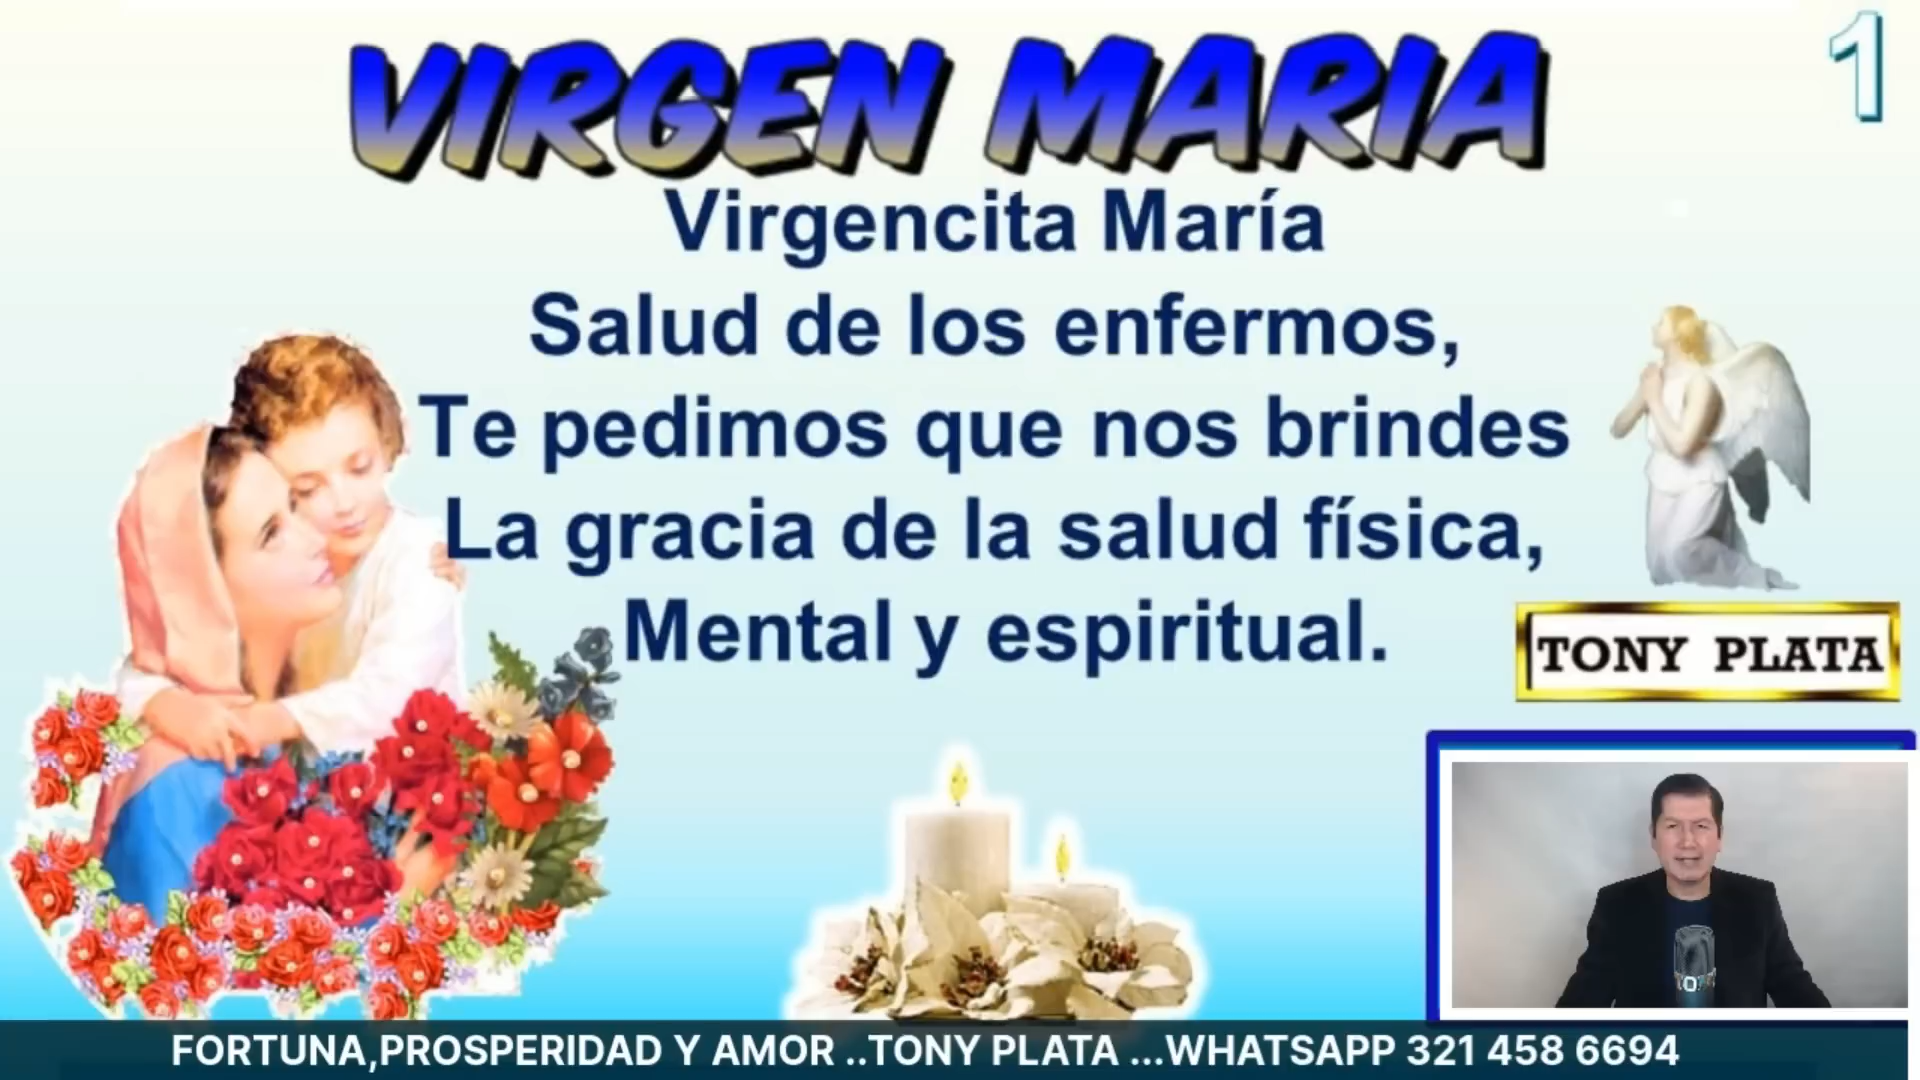 VIRGEN MARIA
1
Virgencita María
Salud de los enfermos,
Te pedimos que nos brindes
La gracia de la salud física,
Mental y espiritual.
TONY PLATA
FORTUNA,PROSPERIDAD Y AMOR ..TONY PLATA ...WHATSAPP 321 458 6694